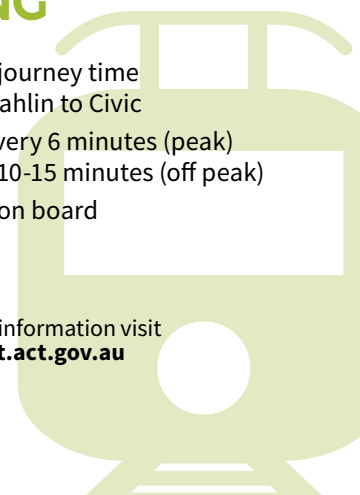 NG
journey time
ahlin to Civic
very 6 minutes (peak)
10-15 minutes (off peak)
on board
information visit
t.act.gov.au